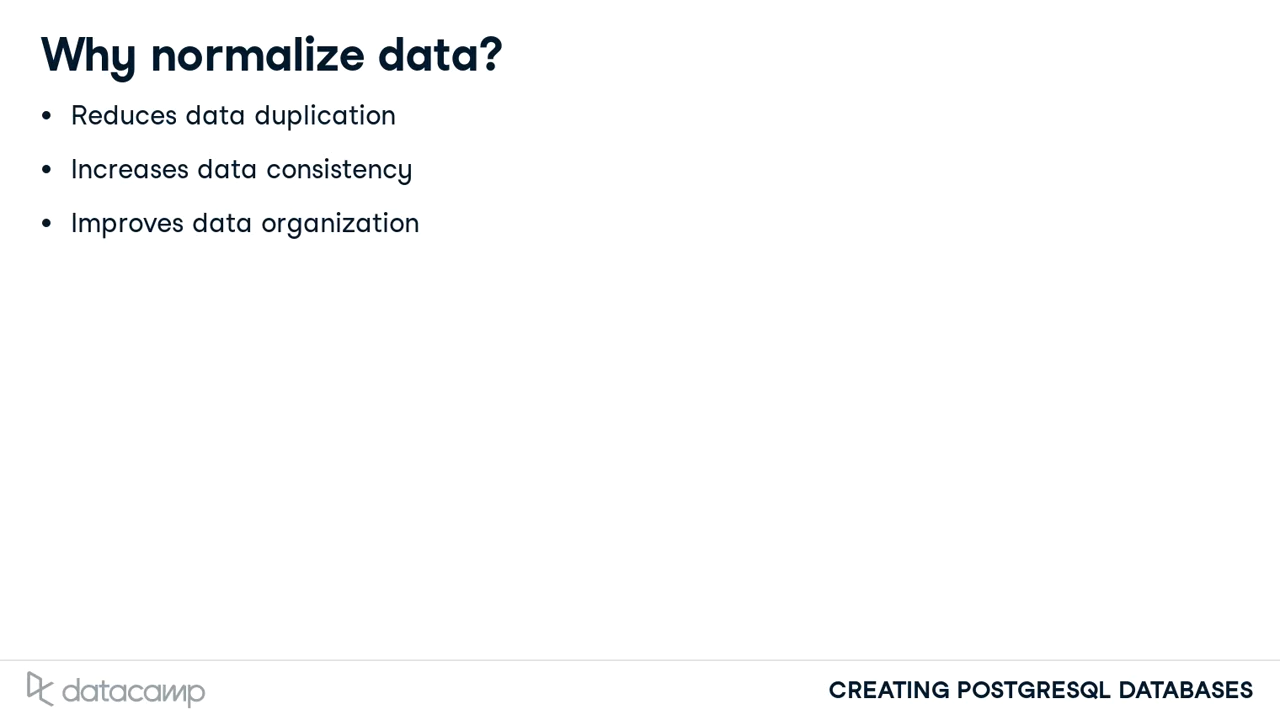 Why normalize data?
• Reduces data duplication
• Increases data consistency
• Improves data organization
datacamp
CREATING POSTGRESQL DATABASES